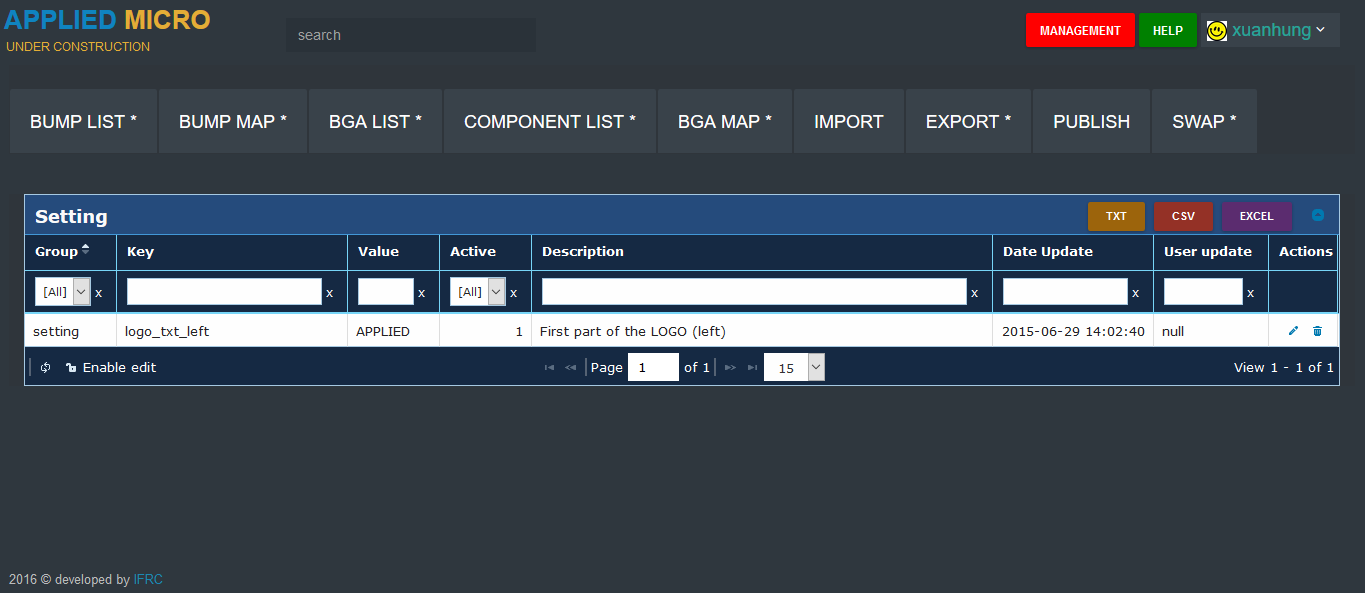 APPLIED MICRO
UNDER CONSTRUCTION
search
MANAGEMENT
HELP
xuanhung
BUMP LIST * BUMP MAP * BGA LIST * COMPONENT LIST * BGA MAP * IMPORT EXPORT * PUBLISH SWAP *
Setting TXT CSV EXCEL
Group Key Value Active Description Date Update User update Actions
[All] x x x [All] x x x x
setting logo_txt_left APPLIED 1 First part of the LOGO (left) 2015-06-29 14:02:40 null
Enable edit Page 1 of 1 15 View 1 - 1 of 1
2016 © developed by IFRC